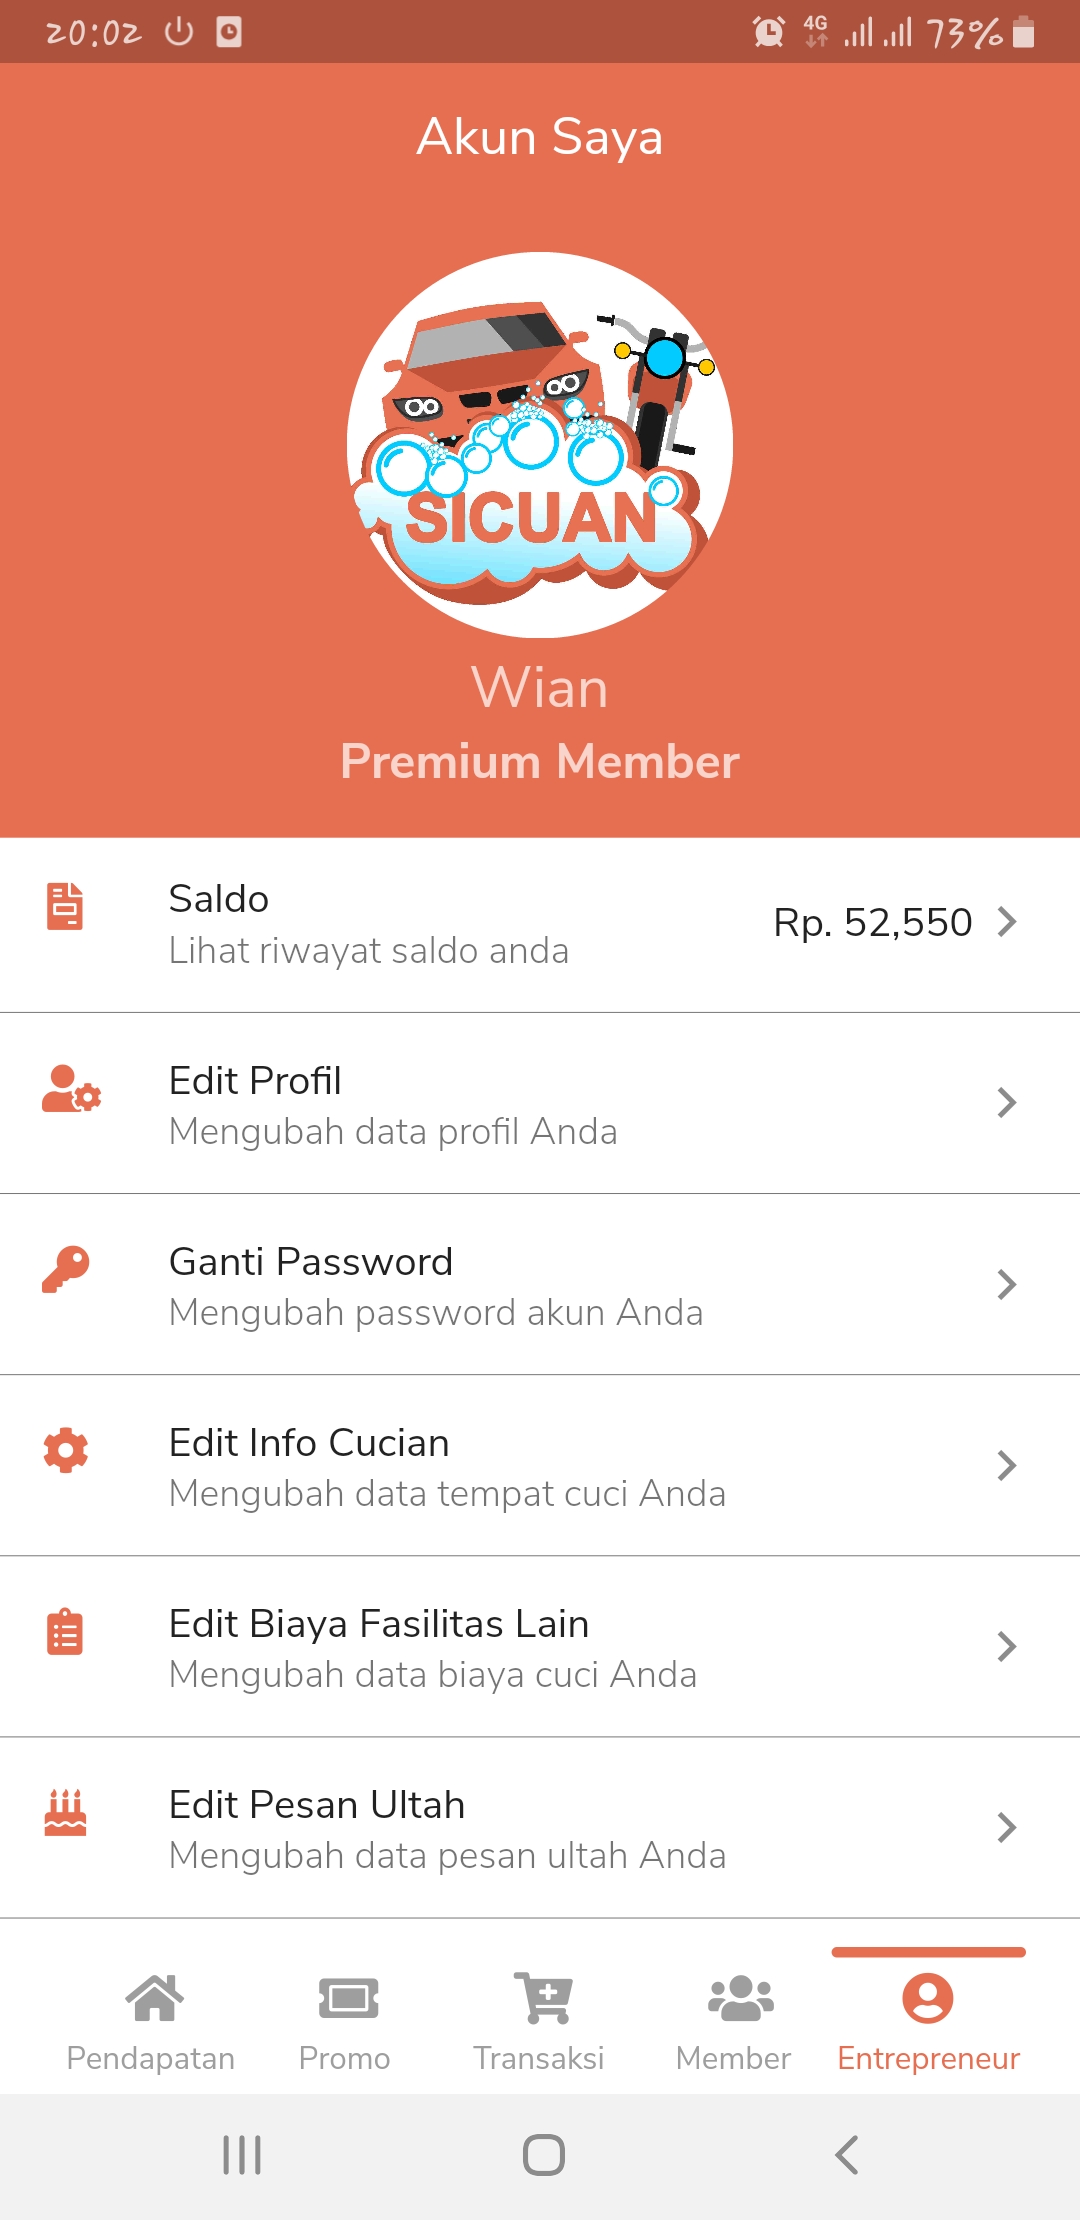 20:02 4G 73%
Akun Saya
SICUAN
Wian
Premium Member
Saldo
Lihat riwayat saldo anda
Rp. 52,550
Edit Profil
Mengubah data profil Anda
Ganti Password
Mengubah password akun Anda
Edit Info Cucian
Mengubah data tempat cuci Anda
Edit Biaya Fasilitas Lain
Mengubah data biaya cuci Anda
Edit Pesan Ultah
Mengubah data pesan ultah Anda
Pendapatan Promo Transaksi Member Entrepreneur